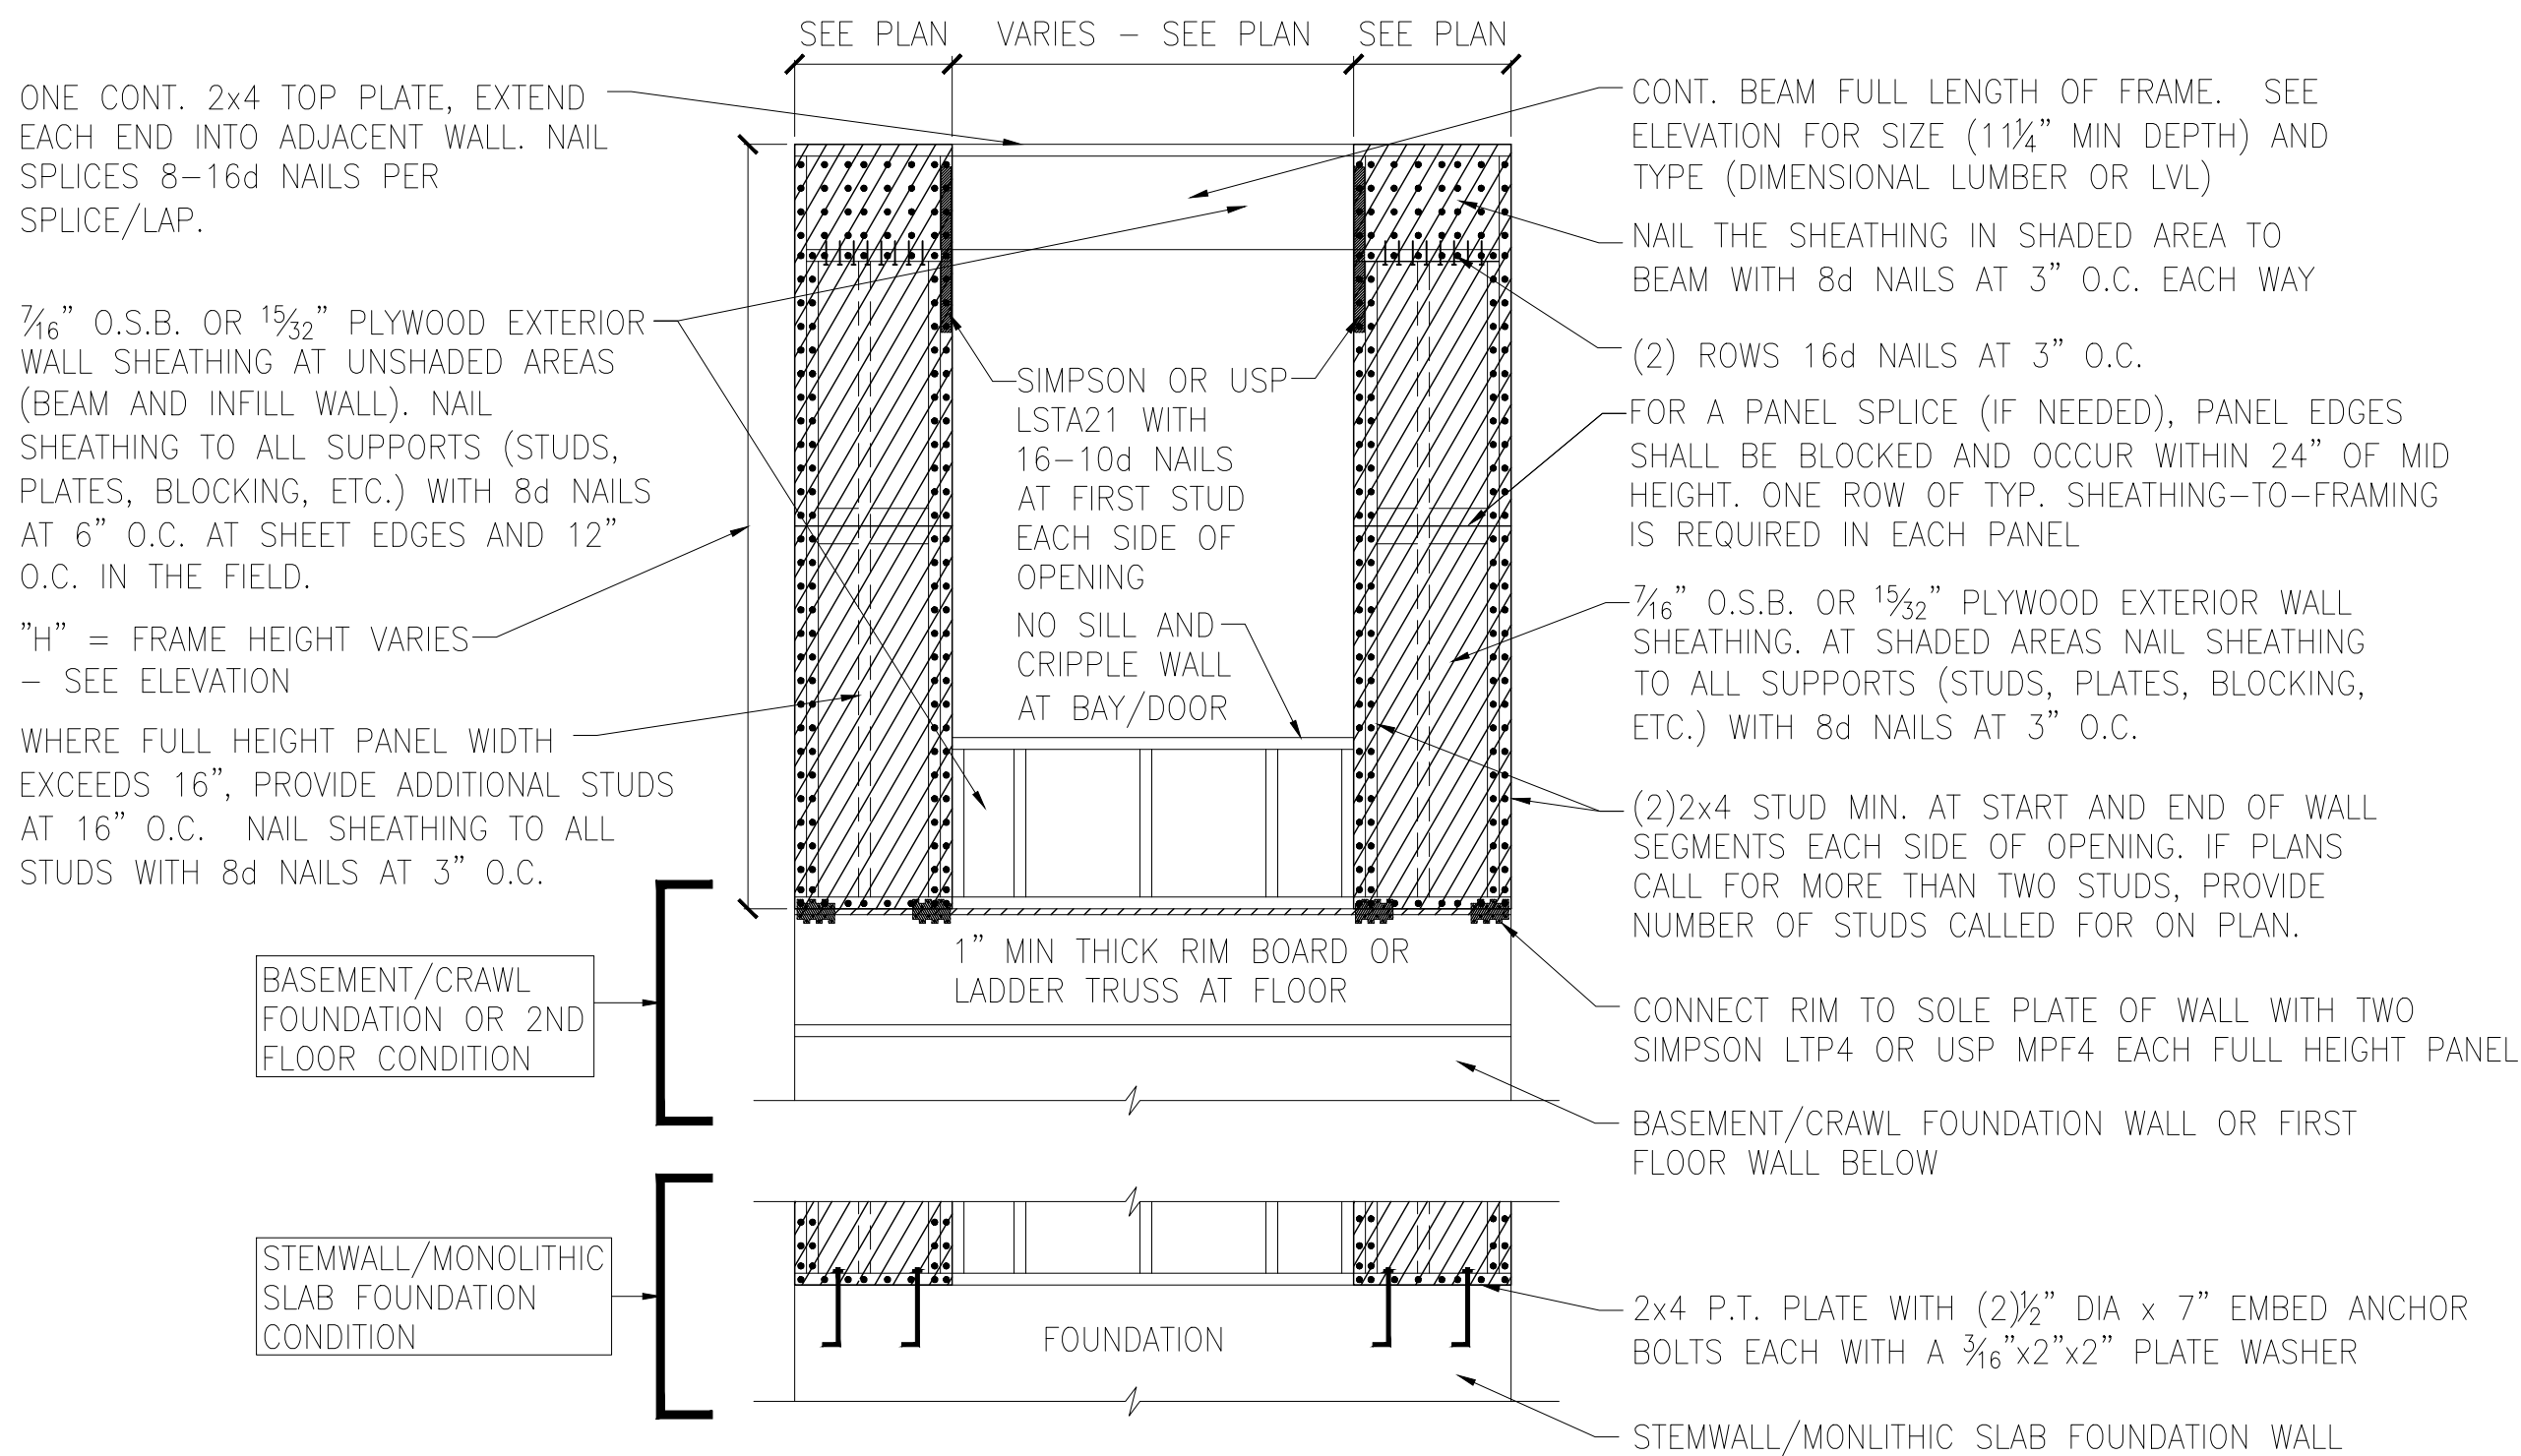 SEE PLAN
VARIES - SEE PLAN
SEE PLAN
ONE CONT. 2x4 TOP PLATE, EXTEND
EACH END INTO ADJACENT WALL. NAIL
SPLICES 8-16d NAILS PER
SPLICE/LAP.
7/16" O.S.B. OR 15/32" PLYWOOD EXTERIOR
WALL SHEATHING AT UNSHADED AREAS
(BEAM AND INFILL WALL). NAIL
SHEATHING TO ALL SUPPORTS (STUDS,
PLATES, BLOCKING, ETC.) WITH 8d NAILS
AT 6" O.C. AT SHEET EDGES AND 12"
O.C. IN THE FIELD.
"H" = FRAME HEIGHT VARIES
- SEE ELEVATION
WHERE FULL HEIGHT PANEL WIDTH
EXCEEDS 16", PROVIDE ADDITIONAL STUDS
AT 16" O.C. NAIL SHEATHING TO ALL
STUDS WITH 8d NAILS AT 3" O.C.
BASEMENT/CRAWL
FOUNDATION OR 2ND
FLOOR CONDITION
STEMWALL/MONOLITHIC
SLAB FOUNDATION
CONDITION
SIMPSON OR USP
LSTA21 WITH
16-10d NAILS
AT FIRST STUD
EACH SIDE OF
OPENING
NO SILL AND
CRIPPLE WALL
AT BAY/DOOR
1" MIN THICK RIM BOARD OR
LADDER TRUSS AT FLOOR
FOUNDATION
CONT. BEAM FULL LENGTH OF FRAME. SEE
ELEVATION FOR SIZE (11 1/4" MIN DEPTH) AND
TYPE (DIMENSIONAL LUMBER OR LVL)
NAIL THE SHEATHING IN SHADED AREA TO
BEAM WITH 8d NAILS AT 3" O.C. EACH WAY
(2) ROWS 16d NAILS AT 3" O.C.
FOR A PANEL SPLICE (IF NEEDED), PANEL EDGES
SHALL BE BLOCKED AND OCCUR WITHIN 24" OF MID
HEIGHT. ONE ROW OF TYP. SHEATHING-TO-FRAMING
IS REQUIRED IN EACH PANEL
7/16" O.S.B. OR 15/32" PLYWOOD EXTERIOR WALL
SHEATHING. AT SHADED AREAS NAIL SHEATHING
TO ALL SUPPORTS (STUDS, PLATES, BLOCKING,
ETC.) WITH 8d NAILS AT 3" O.C.
(2)2x4 STUD MIN. AT START AND END OF WALL
SEGMENTS EACH SIDE OF OPENING. IF PLANS
CALL FOR MORE THAN TWO STUDS, PROVIDE
NUMBER OF STUDS CALLED FOR ON PLAN.
CONNECT RIM TO SOLE PLATE OF WALL WITH TWO
SIMPSON LTP4 OR USP MPF4 EACH FULL HEIGHT PANEL
BASEMENT/CRAWL FOUNDATION WALL OR FIRST
FLOOR WALL BELOW
2x4 P.T. PLATE WITH (2)1/2" DIA x 7" EMBED ANCHOR
BOLTS EACH WITH A 3/16"x2"x2" PLATE WASHER
STEMWALL/MONLITHIC SLAB FOUNDATION WALL